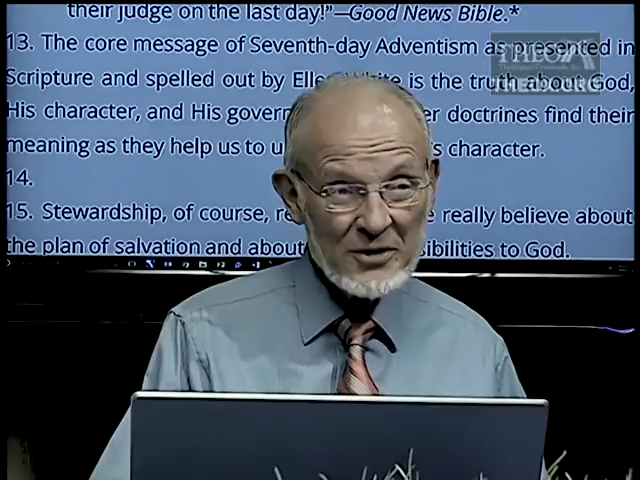 their judge on the last day!”—Good News Bible.*
13. The core message of Seventh-day Adventism as presented in
Scripture and spelled out by Ellen White is the truth about God,
His character, and His govern er doctrines find their
meaning as they help us to u s character.
14.
15. Stewardship, of course, re e really believe about
the plan of salvation and about sibilities to God.
THEO